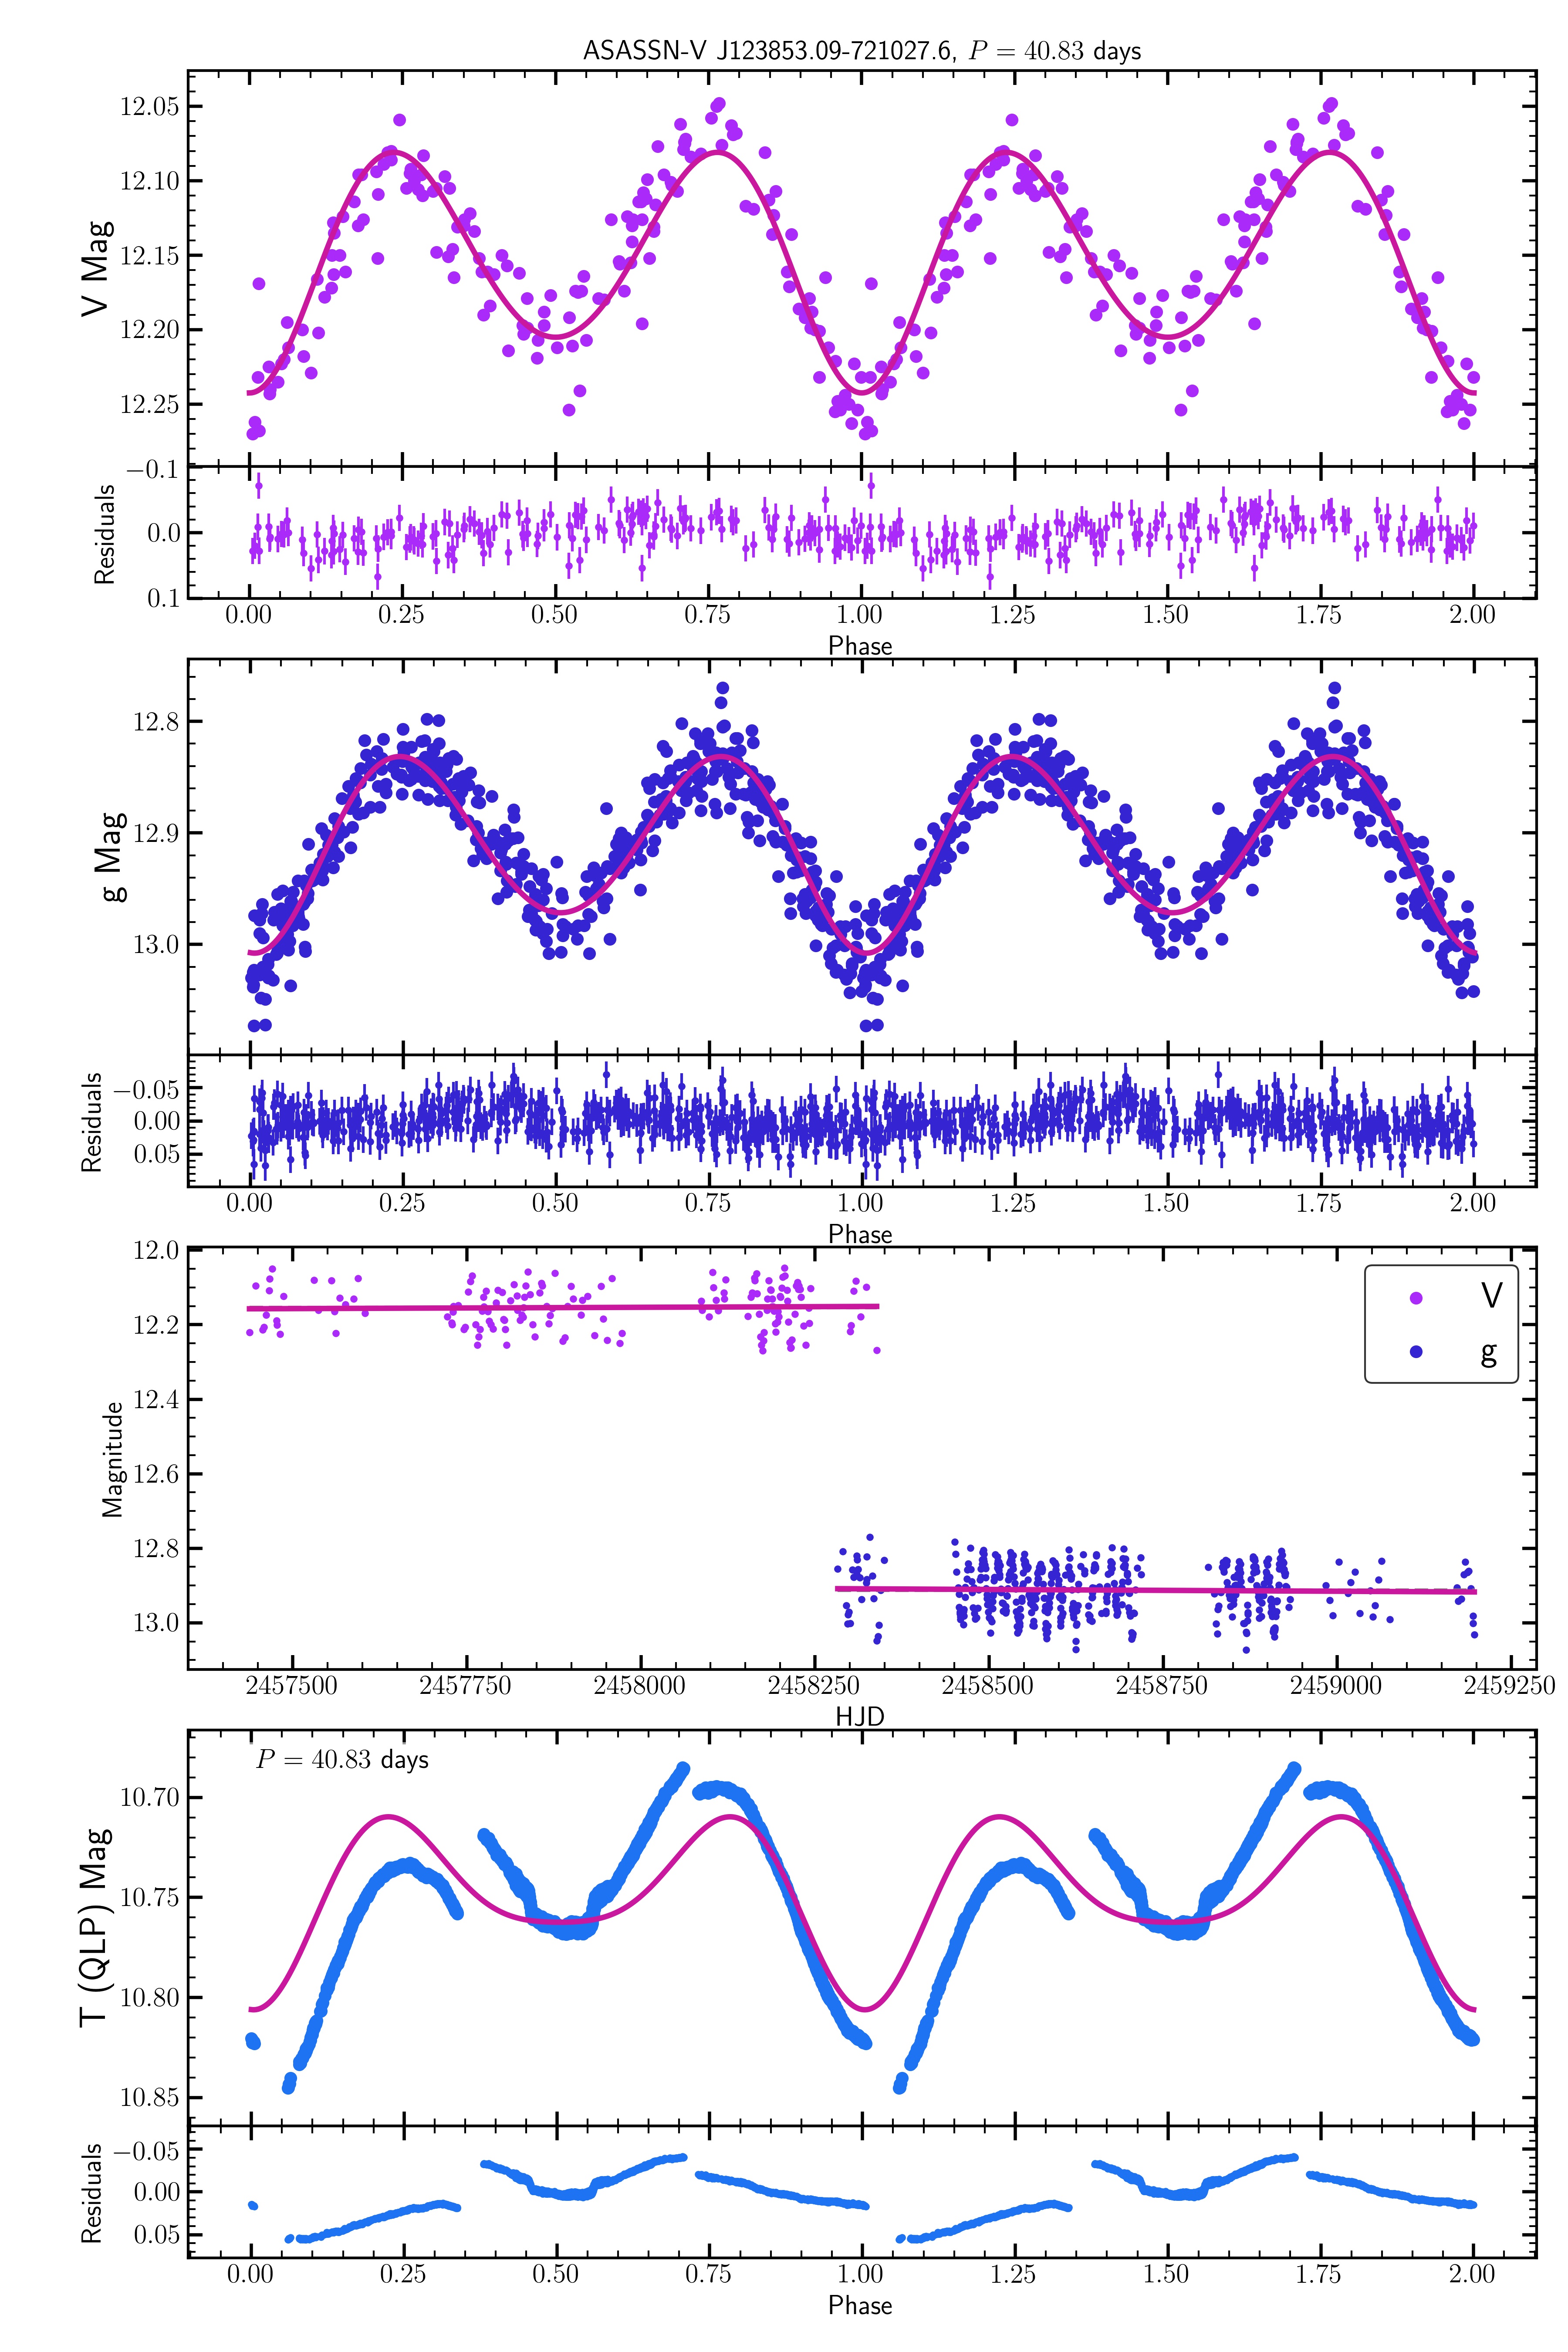 ASASSN-V J123853.09-721027.6, P = 40.83 days
12.05
12.10
12.15
12.20
12.25
V Mag
−0.1
0.0
0.1
Residuals
0.00 0.25 0.50 0.75 1.00 1.25 1.50 1.75 2.00
Phase
12.8
12.9
13.0
g Mag
−0.05
0.00
0.05
Residuals
0.00 0.25 0.50 0.75 1.00 1.25 1.50 1.75 2.00
Phase
12.0
12.2
12.4
12.6
12.8
13.0
Magnitude
V
g
2457500 2457750 2458000 2458250 2458500 2458750 2459000 2459250
HJD
P = 40.83 days
10.70
10.75
10.80
10.85
T (QLP) Mag
−0.05
0.00
0.05
Residuals
0.00 0.25 0.50 0.75 1.00 1.25 1.50 1.75 2.00
Phase